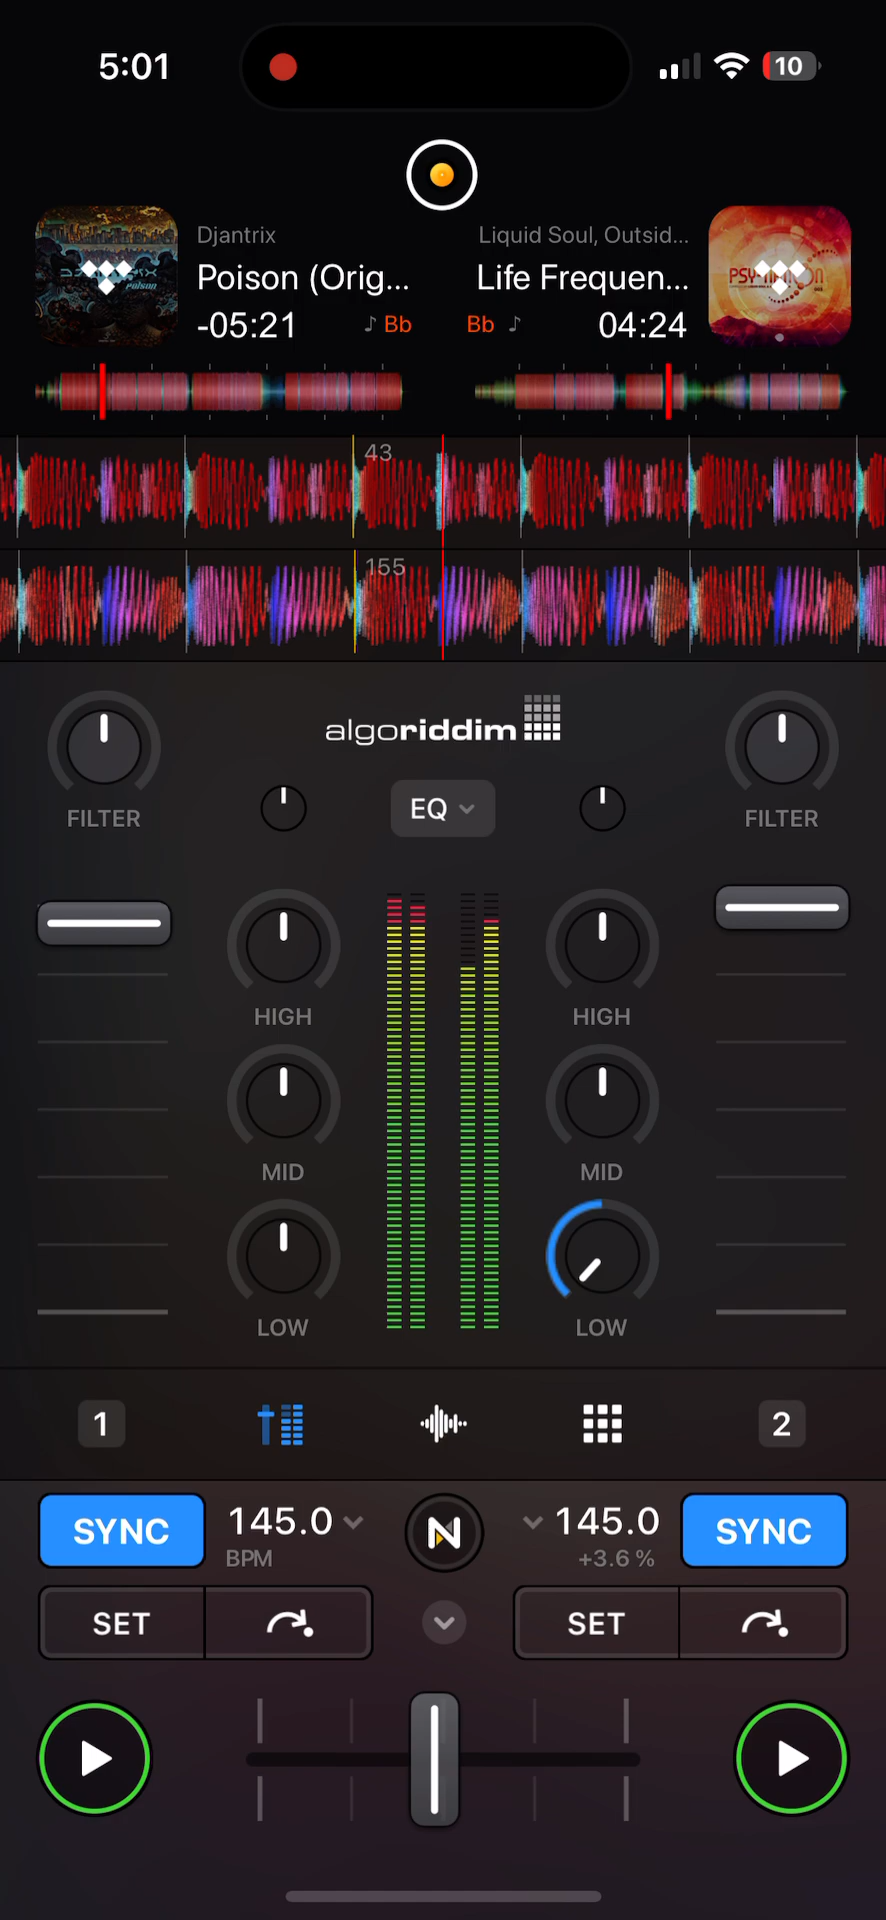 5:01
10
Djantrix
Poison (Orig...
-05:21
♪ Bb
Liquid Soul, Outsid...
Life Frequen...
Bb ♪
04:24
poison
43
155
algoriddim
FILTER
EQ
FILTER
HIGH
HIGH
MID
MID
LOW
LOW
1
2
SYNC
145.0
BPM
N
145.0
+3.6 %
SYNC
SET
SET